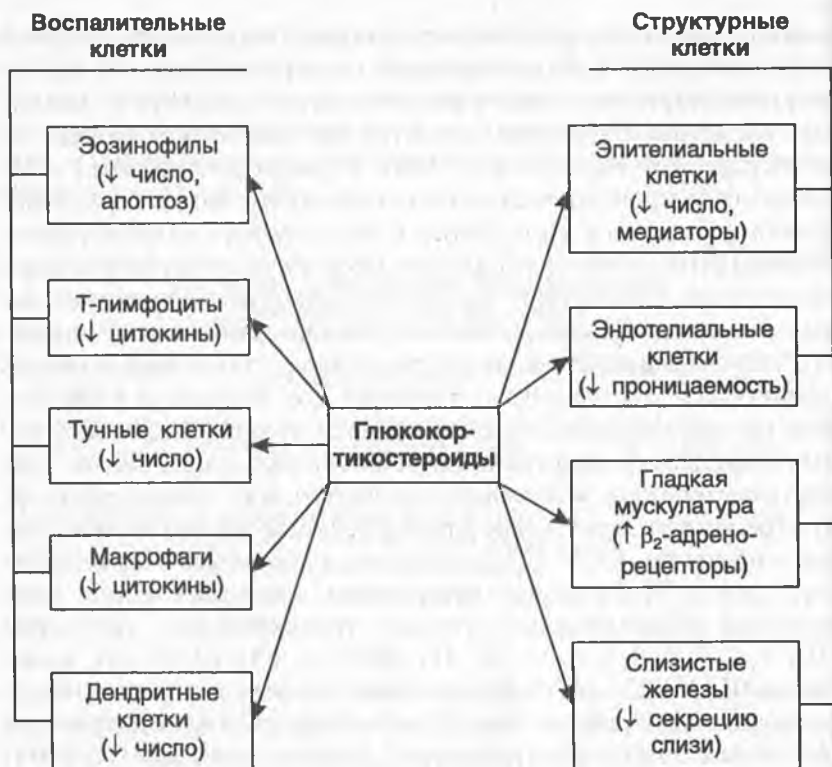 Воспалительные
клетки
Эозинофилы
(↓ число,
апоптоз)
Т-лимфоциты
(↓ цитокины)
Тучные клетки
(↓ число)
Макрофаги
(↓ цитокины)
Дендритные
клетки
(↓ число)
Глюкокор-
тикостероиды
Структурные
клетки
Эпителиальные
клетки
(↓ число,
медиаторы)
Эндотелиальные
клетки
(↓ проницаемость)
Гладкая
мускулатура
(↑ β₂-адрено-
рецепторы)
Слизистые
железы
(↓ секрецию
слизи)